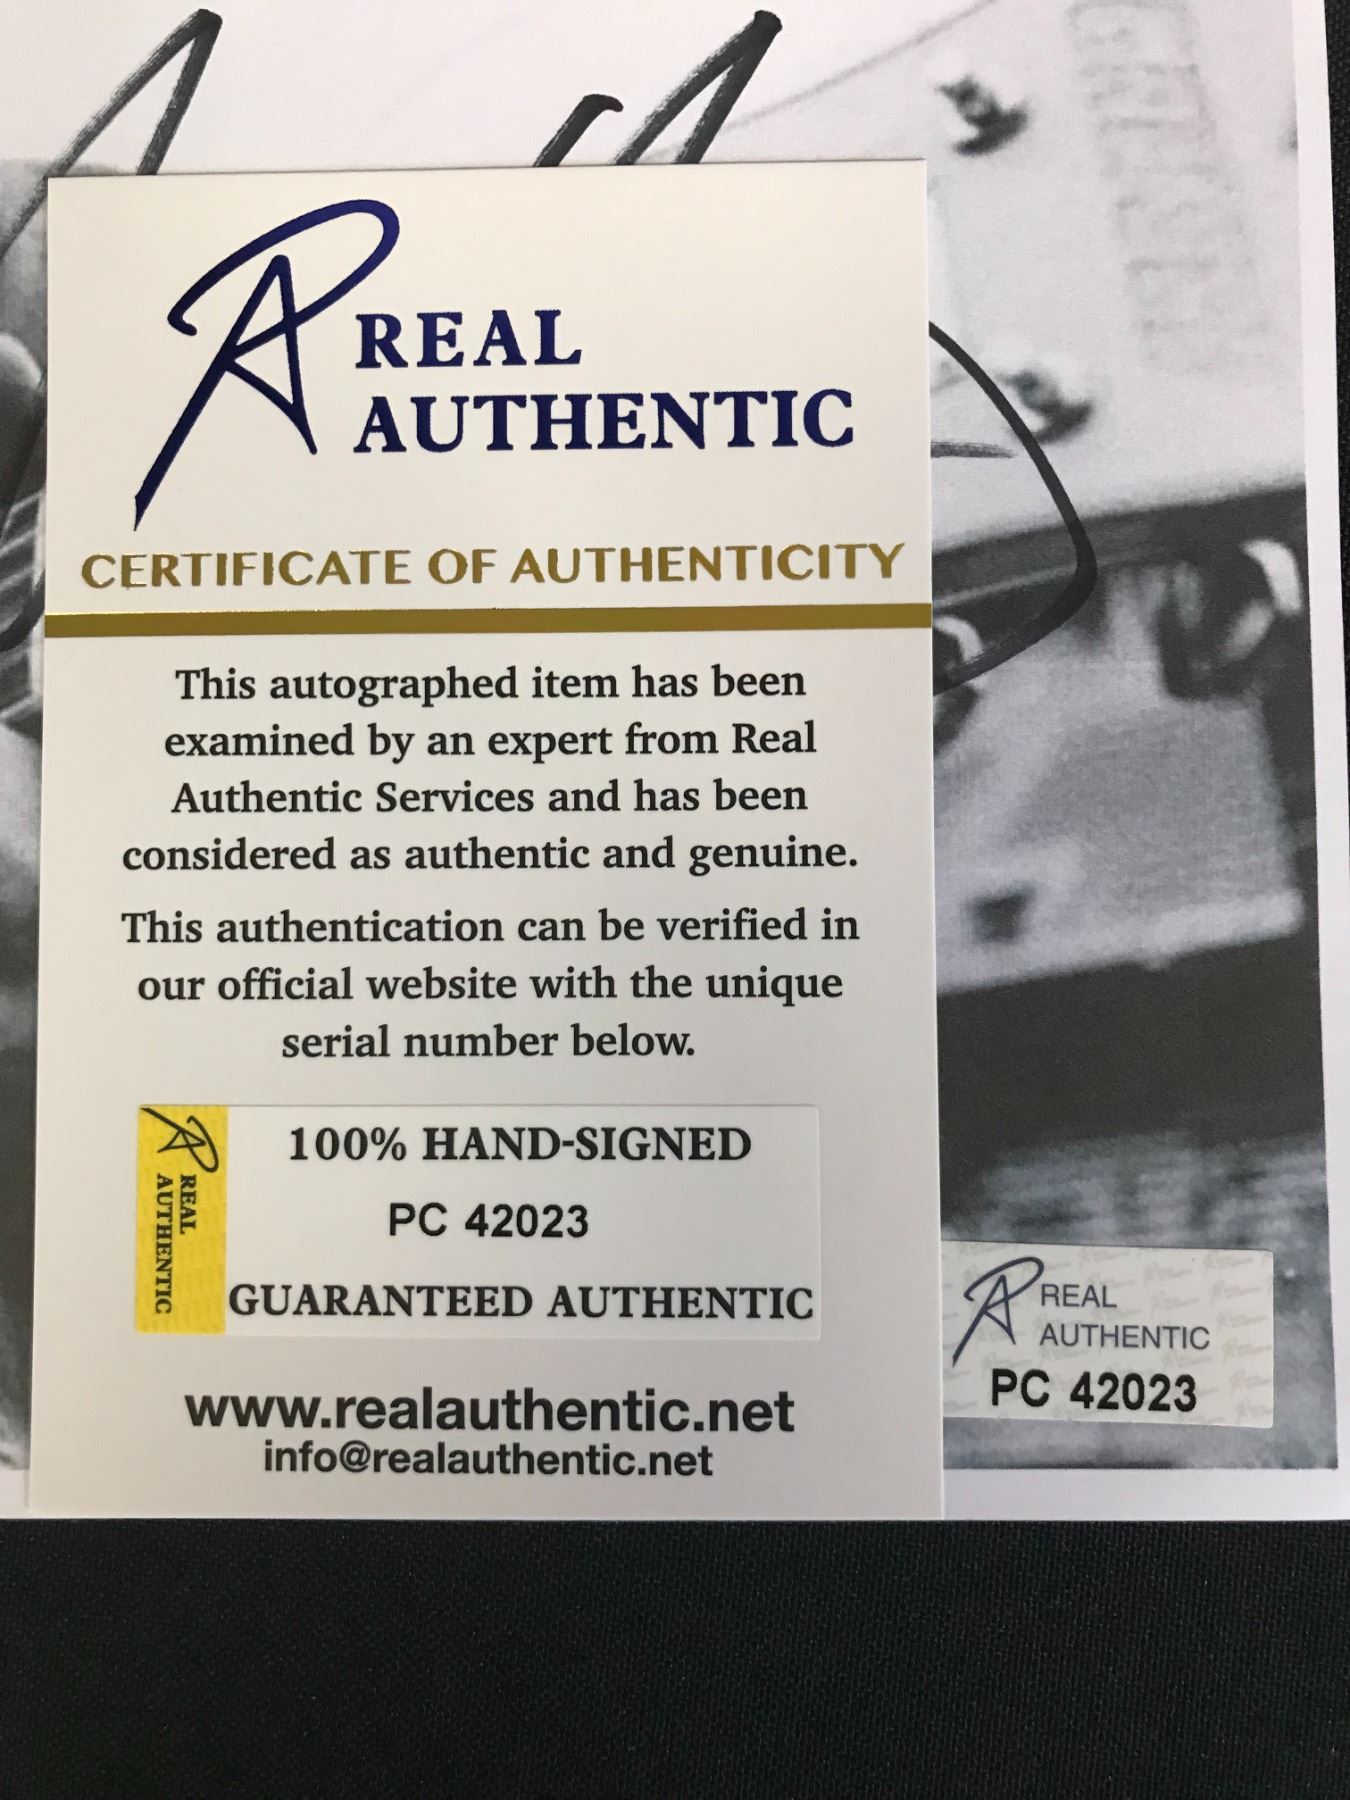 REAL
AUTHENTIC
CERTIFICATE OF AUTHENTICITY
This autographed item has been
examined by an expert from Real
Authentic Services and has been
considered as authentic and genuine.
This authentication can be verified in
our official website with the unique
serial number below.
REAL
AUTHENTIC
100% HAND-SIGNED
PC 42023
GUARANTEED AUTHENTIC
www.realauthentic.net
info@realauthentic.net
REAL
AUTHENTIC
PC 42023